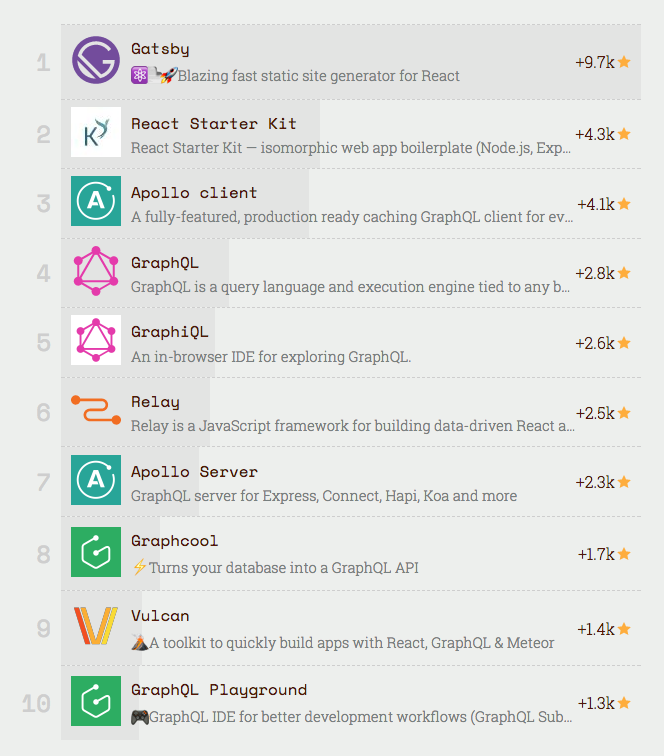 1
Gatsby
⚛️ 🚀Blazing fast static site generator for React
+9.7k⭐
2
React Starter Kit
React Starter Kit — isomorphic web app boilerplate (Node.js, Exp...
+4.3k⭐
3
A
Apollo client
A fully-featured, production ready caching GraphQL client for ev...
+4.1k⭐
4
GraphQL
GraphQL is a query language and execution engine tied to any b...
+2.8k⭐
5
GraphiQL
An in-browser IDE for exploring GraphQL.
+2.6k⭐
6
Relay
Relay is a JavaScript framework for building data-driven React a...
+2.5k⭐
7
A
Apollo Server
GraphQL server for Express, Connect, Hapi, Koa and more
+2.3k⭐
8
Graphcool
⚡️Turns your database into a GraphQL API
+1.7k⭐
9
Vulcan
🌋A toolkit to quickly build apps with React, GraphQL & Meteor
+1.4k⭐
10
GraphQL Playground
🎮GraphQL IDE for better development workflows (GraphQL Sub...
+1.3k⭐